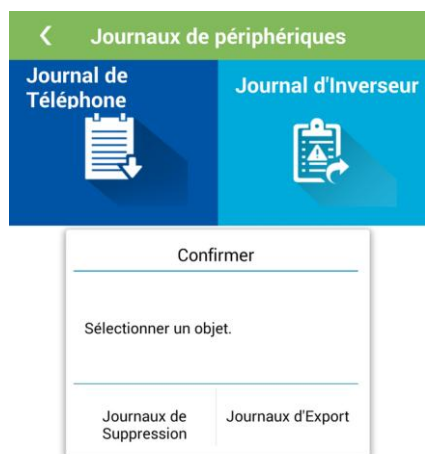 Journaux de périphériques
Journal de
Téléphone
Journal d'Inverseur
Confirmer
Sélectionner un objet.
Journaux de
Suppression
Journaux d'Export